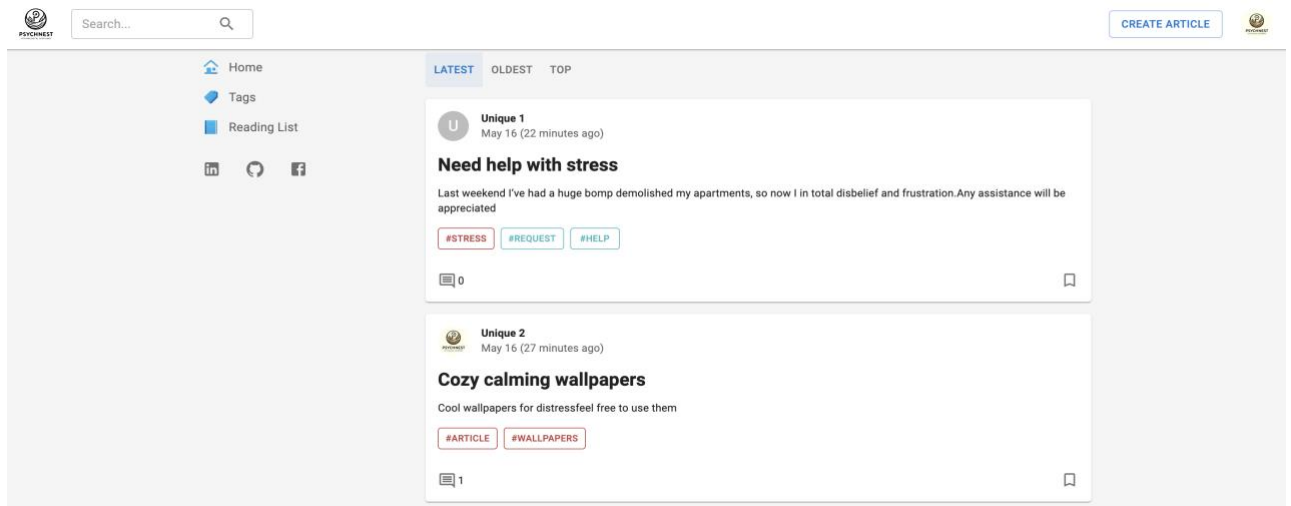 PSYCHNEST
Search...
CREATE ARTICLE
PSYCHNEST
Home
Tags
Reading List
LATEST OLDEST TOP
U
Unique 1
May 16 (22 minutes ago)
Need help with stress
Last weekend I've had a huge bomp demolished my apartments, so now I in total disbelief and frustration.Any assistance will be
appreciated
#STRESS #REQUEST #HELP
0
PSYCHNEST
Unique 2
May 16 (27 minutes ago)
Cozy calming wallpapers
Cool wallpapers for distressfeel free to use them
#ARTICLE #WALLPAPERS
1